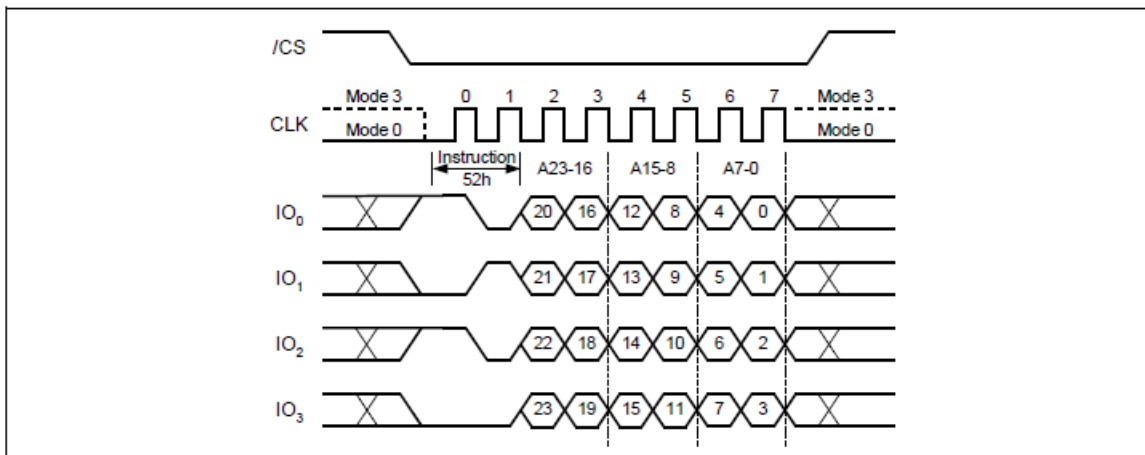 /CS
Mode 3 0 1 2 3 4 5 6 7 Mode 3
CLK Mode 0 Mode 0
Instruction A23-16 A15-8 A7-0
52h
IO0 20 16 12 8 4 0
IO1 21 17 13 9 5 1
IO2 22 18 14 10 6 2
IO3 23 19 15 11 7 3